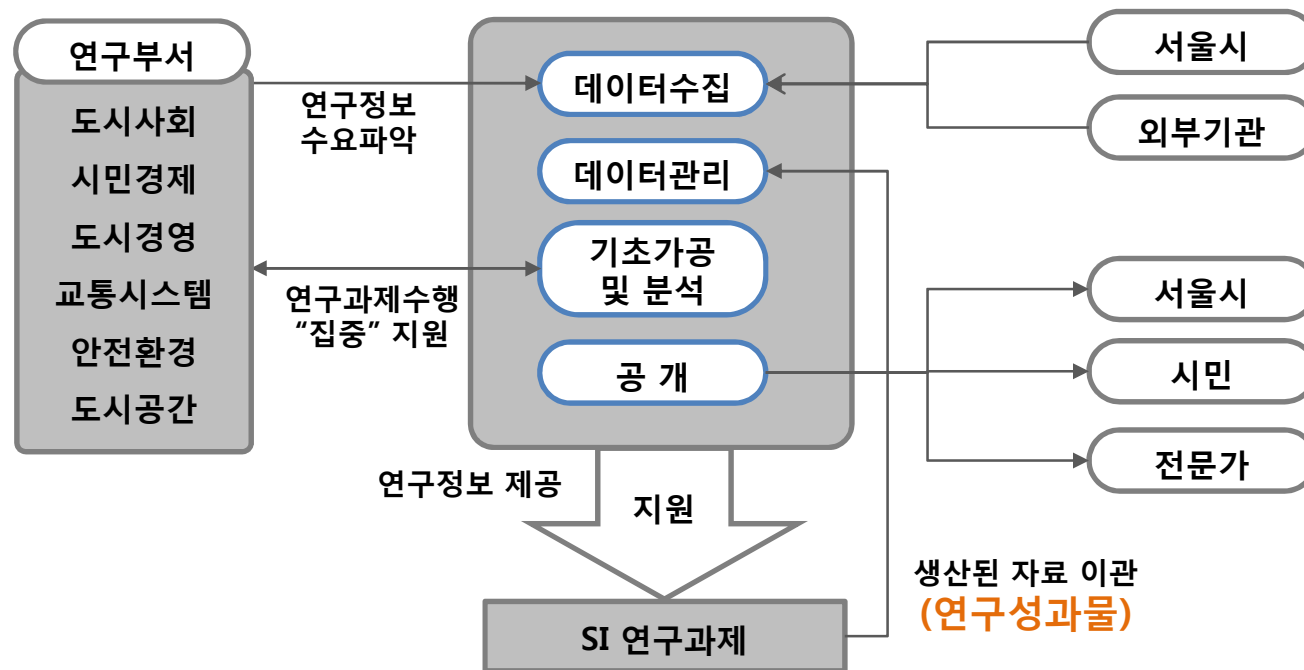 연구부서
도시사회
시민경제
도시경영
교통시스템
안전환경
도시공간
연구정보
수요파악
연구과제수행
“집중” 지원
데이터수집
데이터관리
기초가공
및 분석
공 개
서울시
외부기관
서울시
시민
전문가
연구정보 제공
지원
생산된 자료 이관
(연구성과물)
SI 연구과제